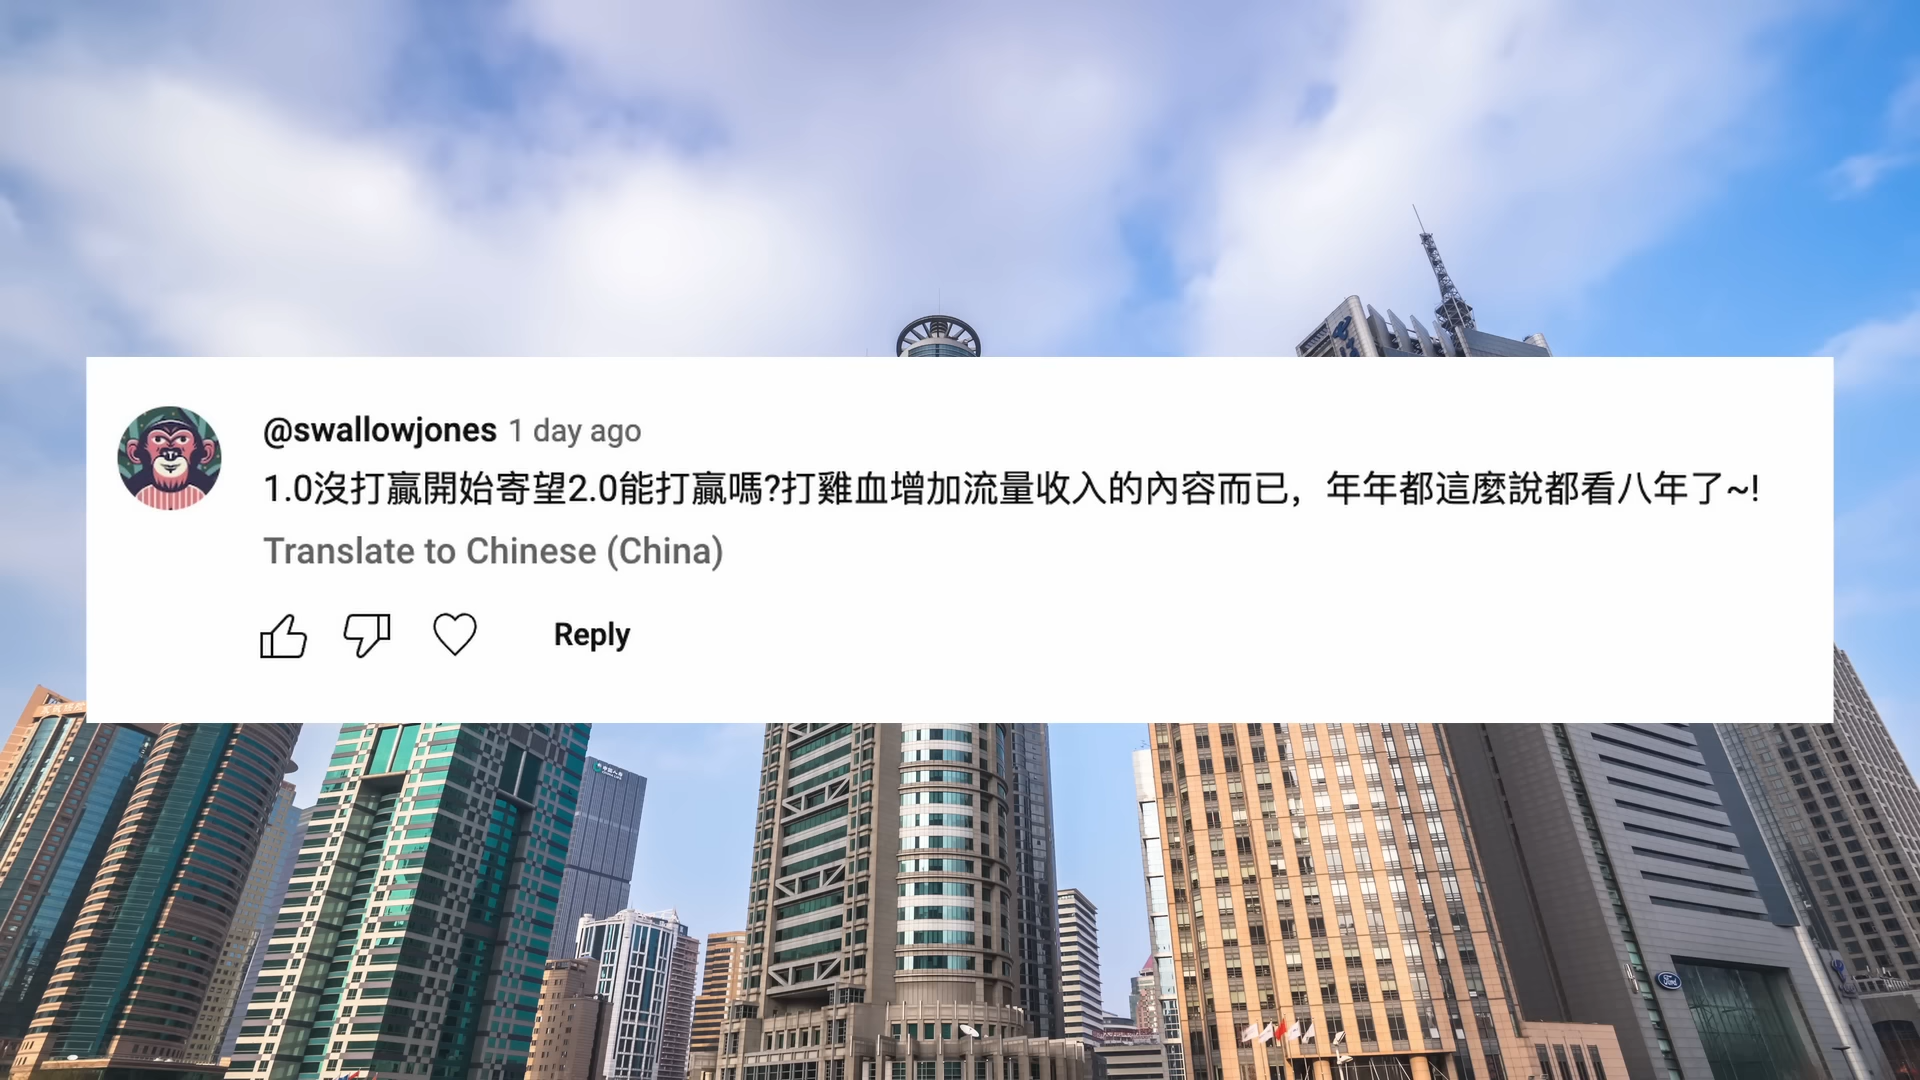 @swallowjones 1 day ago
1.0沒打贏開始寄望2.0能打贏嗎?打雞血增加流量收入的內容而已，年年都這麼說都看八年了~!
Translate to Chinese (China)
Reply
Ford